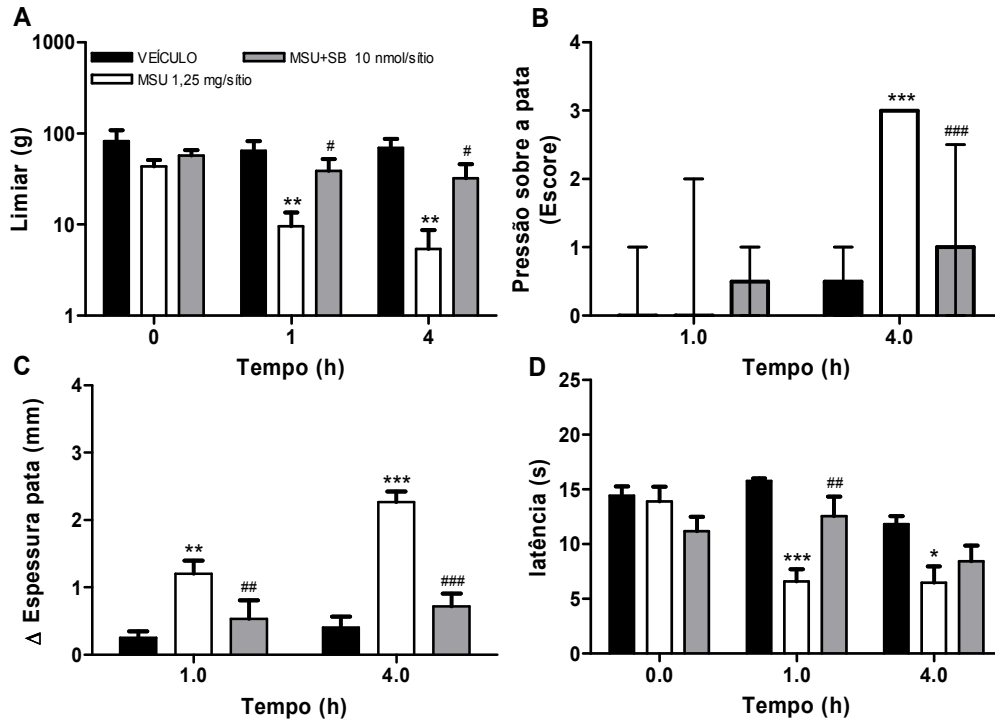 A
1000
100
10
1
Limiar (g)
VEÍCULO
MSU 1,25 mg/sítio
MSU+SB 10 nmol/sítio
**
#
**
#
0
1
4
Tempo (h)
B
4
3
2
1
0
Pressão sobre a pata
(Escore)
***
###
1.0
4.0
Tempo (h)
C
4
3
2
1
0
Δ Espessura pata (mm)
**
##
***
###
1.0
4.0
Tempo (h)
D
25
20
15
10
5
0
latência (s)
***
##
*
0.0
1.0
4.0
Tempo (h)